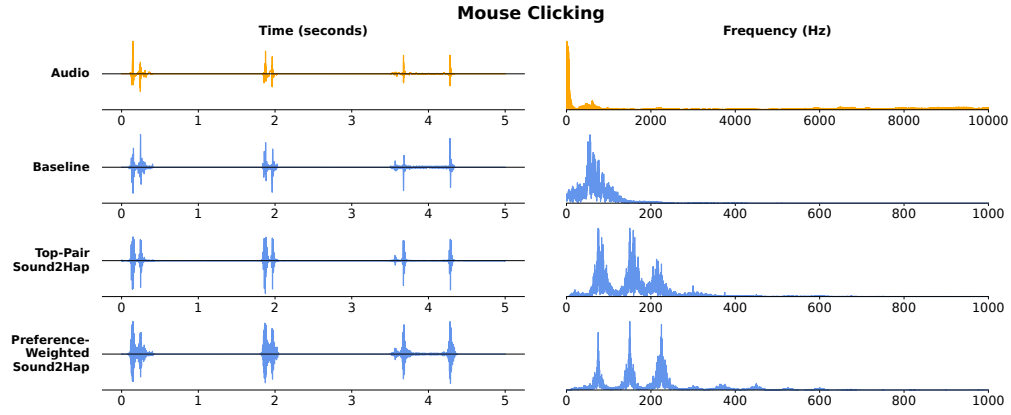 Mouse Clicking
Time (seconds)
Frequency (Hz)
Audio
0 1 2 3 4 5
0 2000 4000 6000 8000 10000
Baseline
0 1 2 3 4 5
0 200 400 600 800 1000
Top-Pair
Sound2Hap
0 1 2 3 4 5
0 200 400 600 800 1000
Preference-
Weighted
Sound2Hap
0 1 2 3 4 5
0 200 400 600 800 1000